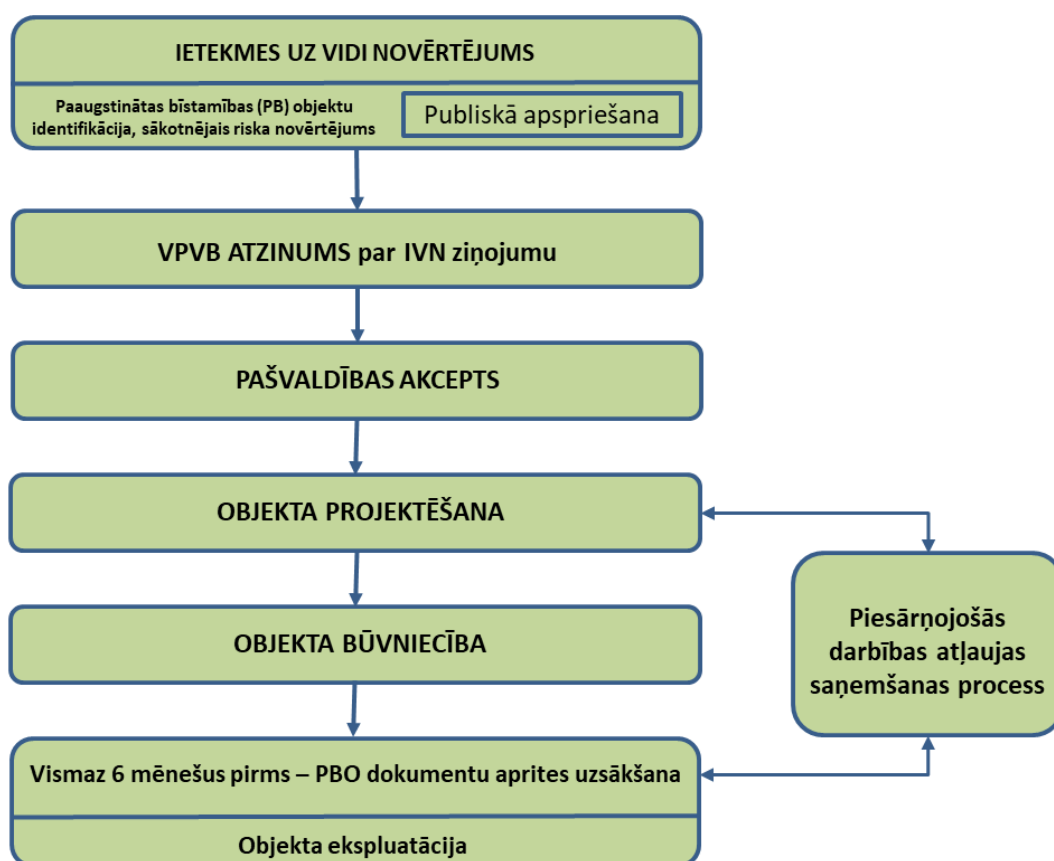 IETEKMES UZ VIDI NOVĒRTĒJUMS
Paaugstinātas bīstamības (PB) objektu
identifikācija, sākotnējais riska novērtējums
Publiskā apspriešana
VPVB ATZINUMS par IVN ziņojumu
PAŠVALDĪBAS AKCEPTS
OBJEKTA PROJEKTĒŠANA
OBJEKTA BŪVNIECĪBA
Piesārņojošās
darbības atļaujas
saņemšanas process
Vismaz 6 mēnešus pirms – PBO dokumentu aprites uzsākšana
Objekta ekspluatācija